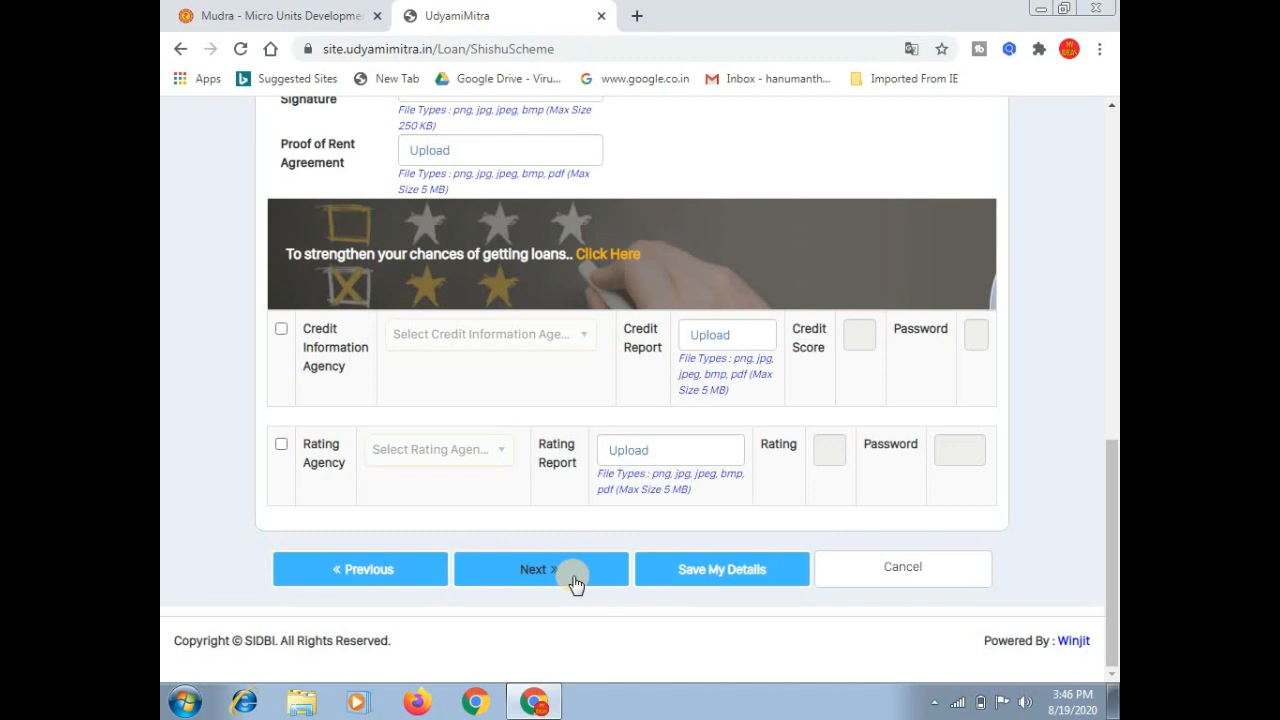 Mudra - Micro Units Developme
UdyamiMitra
site.udyamimitra.in/Loan/ShishuScheme
Apps
Suggested Sites
New Tab
Google Drive - Viru...
www.google.co.in
Inbox - hanumanth...
Imported From IE
Signature
File Types : png, jpg, jpeg, bmp (Max Size
250 KB)
Proof of Rent
Agreement
Upload
File Types : png, jpg, jpeg, bmp, pdf (Max
Size 5 MB)
To strengthen your chances of getting loans.. Click Here
Credit
Information
Agency
Select Credit Information Age...
Credit
Report
Upload
File Types : png, jpg,
jpeg, bmp, pdf (Max
Size 5 MB)
Credit
Score
Password
Rating
Agency
Select Rating Agen...
Rating
Report
Upload
File Types : png, jpg, jpeg, bmp,
pdf (Max Size 5 MB)
Rating
Password
« Previous
Next »
Save My Details
Cancel
Copyright © SIDBI. All Rights Reserved.
Powered By : Winjit
3:46 PM
8/19/2020